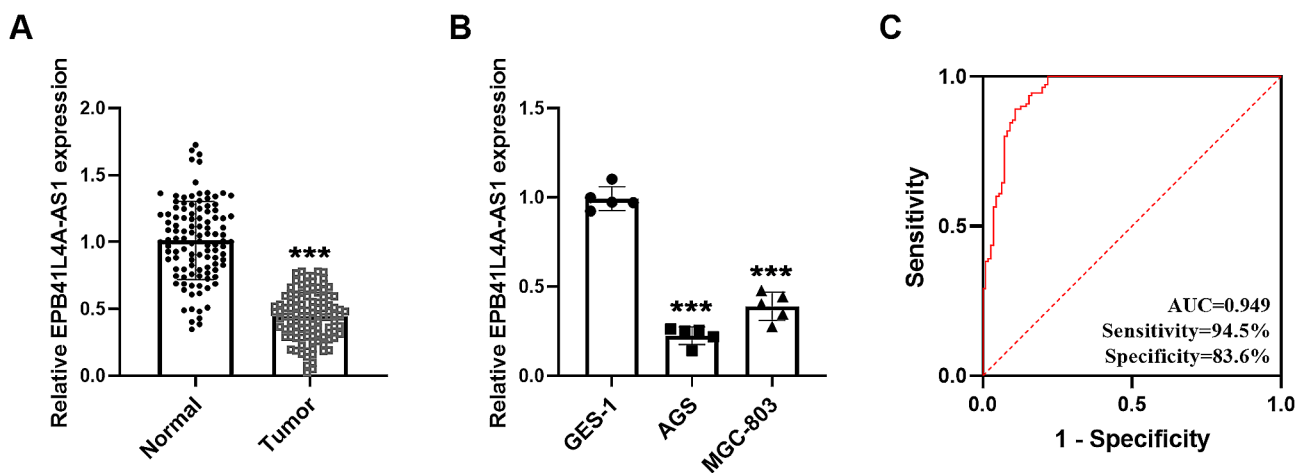 A
Relative EPB41L4A-AS1 expression
2.0
1.5
1.0
0.5
0.0
***
Normal
Tumor
B
Relative EPB41L4A-AS1 expression
1.5
1.0
0.5
0.0
***
***
GES-1
AGS
MGC-803
C
Sensitivity
1.0
0.5
0.0
AUC=0.949
Sensitivity=94.5%
Specificity=83.6%
0.0
0.5
1.0
1 - Specificity